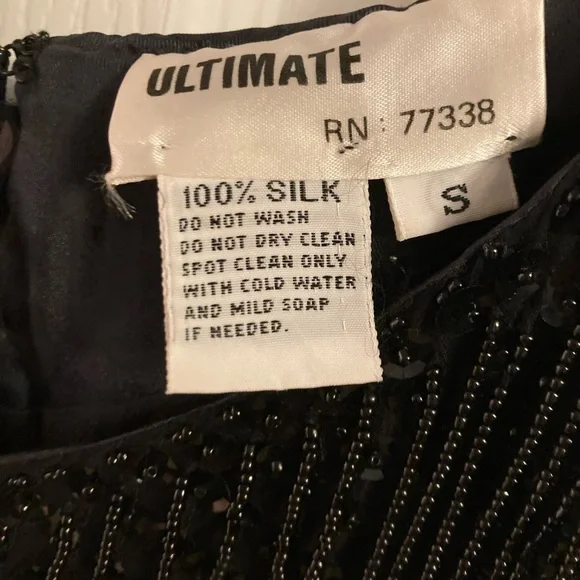 ULTIMATE
RN: 77338
100% SILK
DO NOT WASH
DO NOT DRY CLEAN
SPOT CLEAN ONLY
WITH COLD WATER
AND MILD SOAP
IF NEEDED.
S